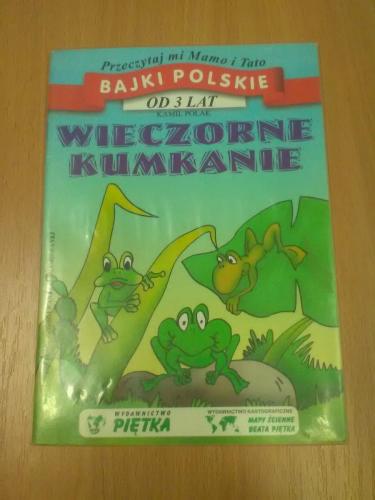 Przeczytaj mi Mamo i Tato
BAJKI POLSKIE
OD 3 LAT
KAMIL POLAK
WIECZORNE
KUMKANIE
WYDAWNICTWO
PIĘTKA
WYDAWNICTWO KARTOGRAFICZNE
MAPY ŚCIENNE
BEATA PIĘTKA